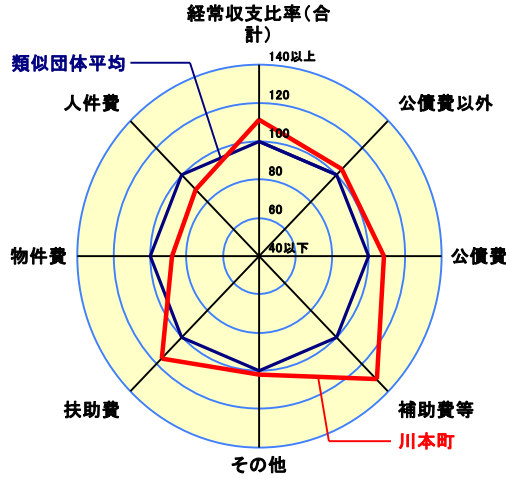 経常収支比率（合
計）
140以上
類似団体平均
人件費
120
公債費以外
100
80
60
物件費
40以下
公債費
扶助費
補助費等
川本町
その他